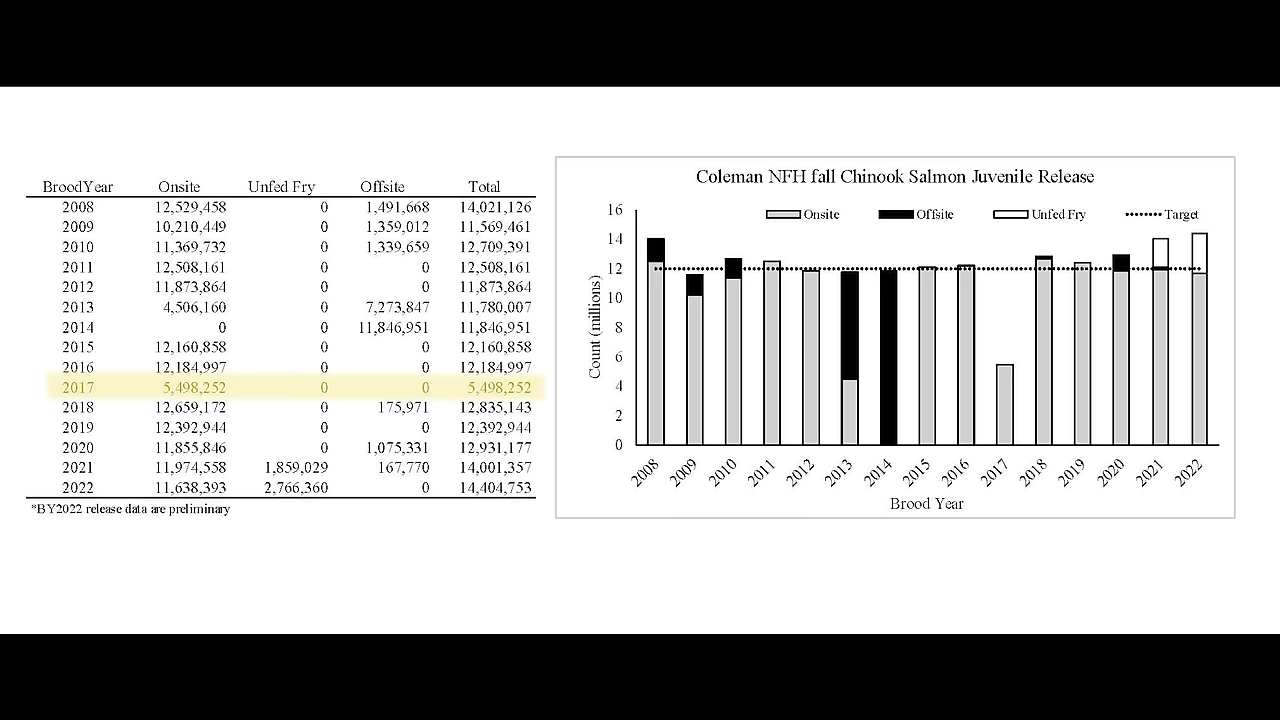 BroodYear Onsite Unfed Fry Offsite Total
2008 12,529,458 0 1,491,668 14,021,126
2009 10,210,449 0 1,359,012 11,569,461
2010 11,369,732 0 1,339,659 12,709,391
2011 12,508,161 0 0 12,508,161
2012 11,873,864 0 0 11,873,864
2013 4,506,160 0 7,273,847 11,780,007
2014 0 0 11,846,951 11,846,951
2015 12,160,858 0 0 12,160,858
2016 12,184,997 0 0 12,184,997
2017 5,498,252 0 0 5,498,252
2018 12,659,172 0 175,971 12,835,143
2019 12,392,944 0 0 12,392,944
2020 11,855,846 0 1,075,331 12,931,177
2021 11,974,558 1,859,029 167,770 14,001,357
2022 11,638,393 2,766,360 0 14,404,753
*BY2022 release data are preliminary
Coleman NFH fall Chinook Salmon Juvenile Release
Onsite Offsite Unfed Fry Target
Count (millions)
16
14
12
10
8
6
4
2
0
2008 2009 2010 2011 2012 2013 2014 2015 2016 2017 2018 2019 2020 2021 2022
Brood Year